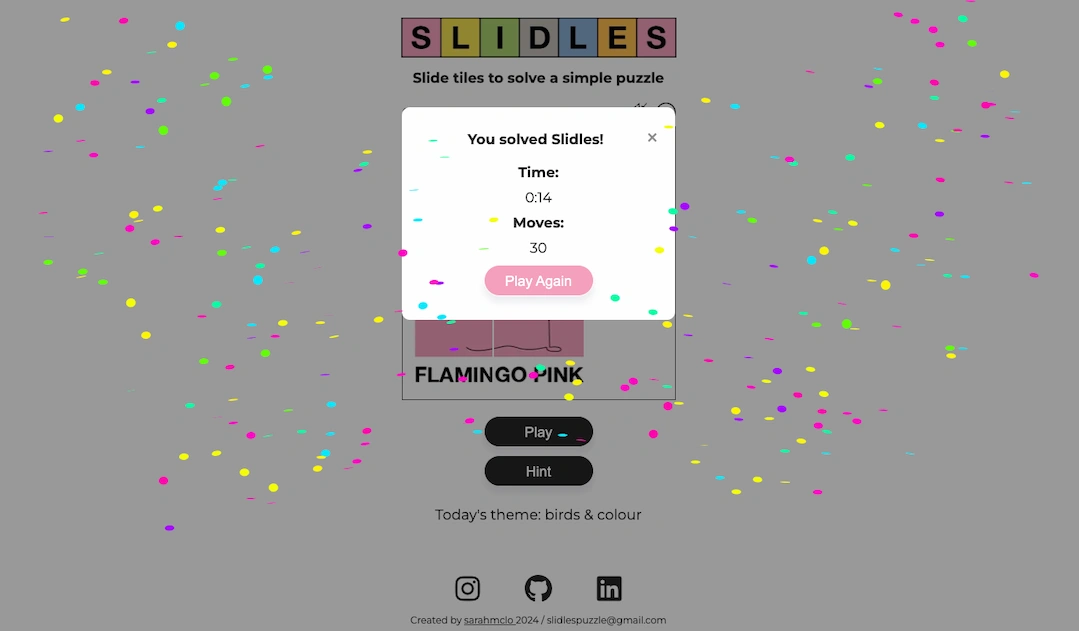 SLIDLES
Slide tiles to solve a simple puzzle
You solved Slidles!
×
Time:
0:14
Moves:
30
Play Again
FLAMINGO PINK
Play
Hint
Today's theme: birds & colour
Created by sarahmclo 2024 / slidlespuzzle@gmail.com